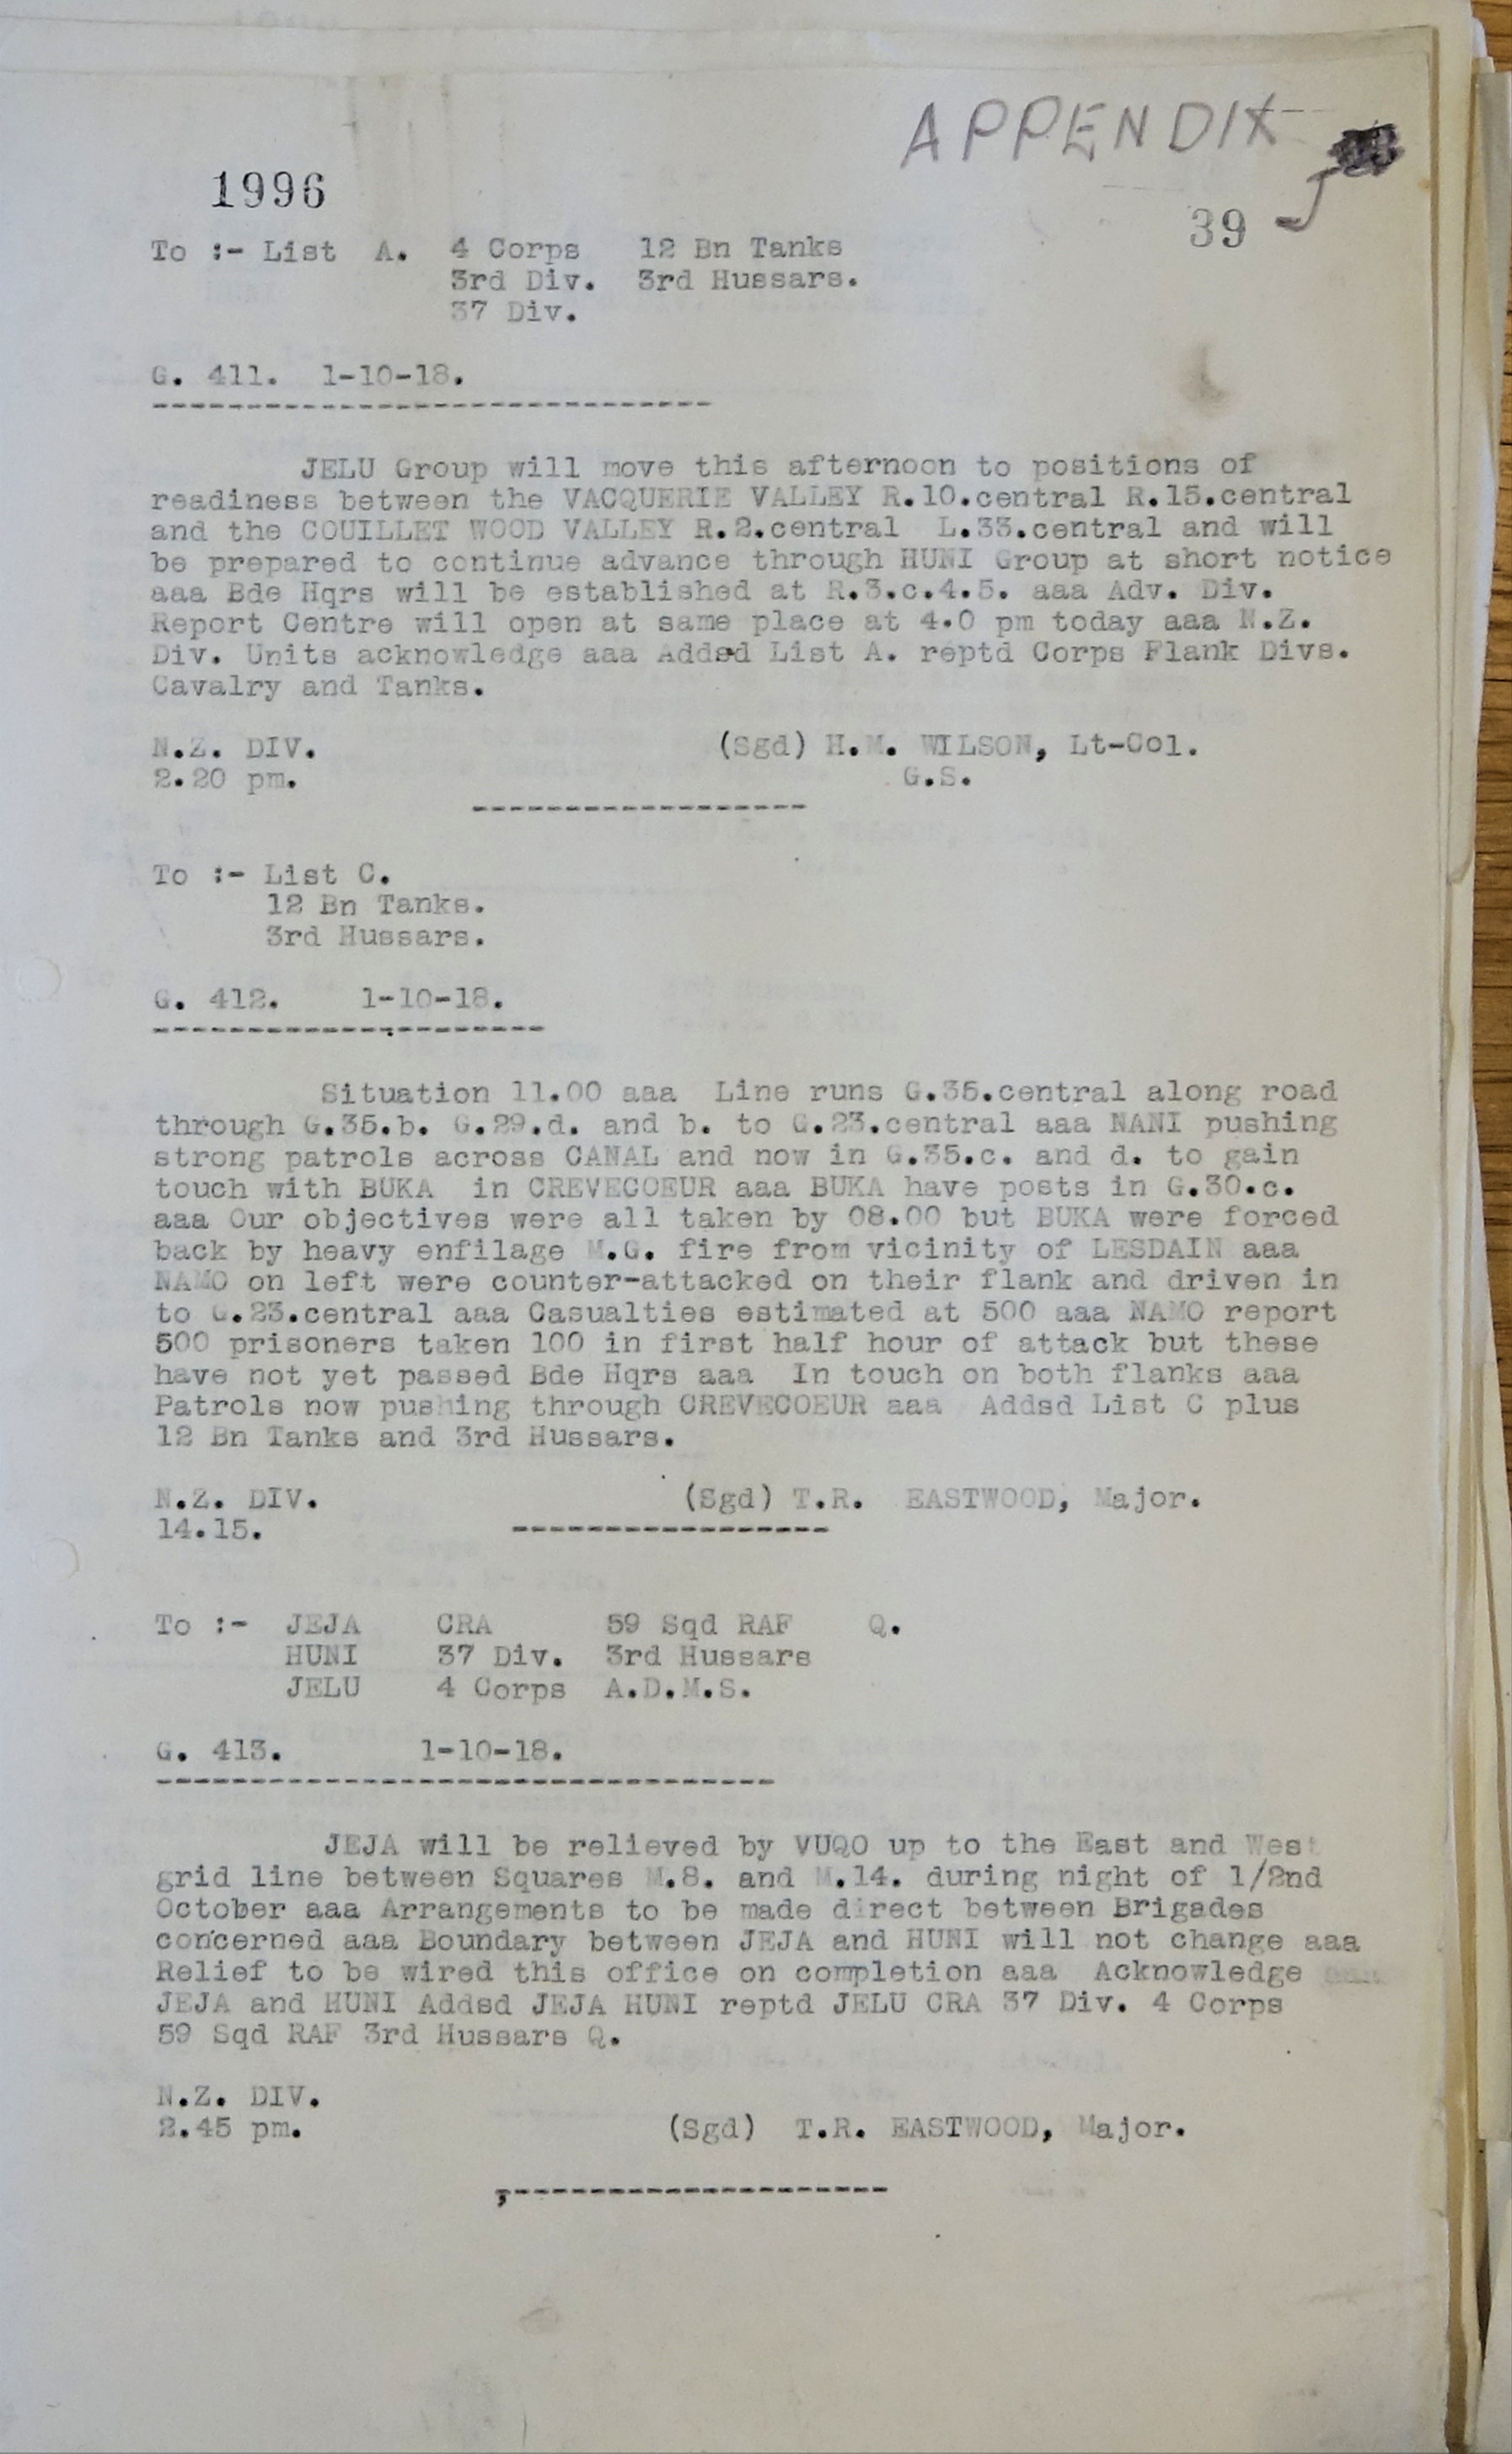 APPENDIX
1996
39
To :- List A. 4 Corps 12 Bn Tanks
3rd Div. 3rd Hussars.
37 Div.
G. 411. 1-10-18.
JELU Group will move this afternoon to positions of
readiness between the VACQUERIE VALLEY R.10.central R.15.central
and the COUILLET WOOD VALLEY R.2.central L.33.central and will
be prepared to continue advance through HUNI Group at short notice
aaa Bde Hqrs will be established at R.3.c.4.5. aaa Adv. Div.
Report Centre will open at same place at 4.0 pm today aaa N.Z.
Div. Units acknowledge aaa Addsd List A. reptd Corps Flank Divs.
Cavalry and Tanks.
N.Z. DIV. (Sgd) H.M. WILSON, Lt-Col.
2.20 pm. G.S.
To :- List C.
12 Bn Tanks.
3rd Hussars.
G. 412. 1-10-18.
Situation 11.00 aaa Line runs G.35.central along road
through G.35.b. G.29.d. and b. to G.23.central aaa NANI pushing
strong patrols across CANAL and now in G.35.c. and d. to gain
touch with BUKA in CREVECOEUR aaa BUKA have posts in G.30.c.
aaa Our objectives were all taken by 08.00 but BUKA were forced
back by heavy enfilage M.G. fire from vicinity of LESDAIN aaa
NAMO on left were counter-attacked on their flank and driven in
to G.23.central aaa Casualties estimated at 500 aaa NAMO report
500 prisoners taken 100 in first half hour of attack but these
have not yet passed Bde Hqrs aaa In touch on both flanks aaa
Patrols now pushing through CREVECOEUR aaa Addsd List C plus
12 Bn Tanks and 3rd Hussars.
N.Z. DIV. (Sgd) T.R. EASTWOOD, Major.
14.15.
To :- JEJA CRA 59 Sqd RAF Q.
HUNI 37 Div. 3rd Hussars
JELU 4 Corps A.D.M.S.
G. 413. 1-10-18.
JEJA will be relieved by VUQO up to the East and West
grid line between Squares M.8. and M.14. during night of 1/2nd
October aaa Arrangements to be made direct between Brigades
concerned aaa Boundary between JEJA and HUNI will not change aaa
Relief to be wired this office on completion aaa Acknowledge
JEJA and HUNI Addsd JEJA HUNI reptd JELU CRA 37 Div. 4 Corps
59 Sqd RAF 3rd Hussars Q.
N.Z. DIV.
2.45 pm. (Sgd) T.R. EASTWOOD, Major.